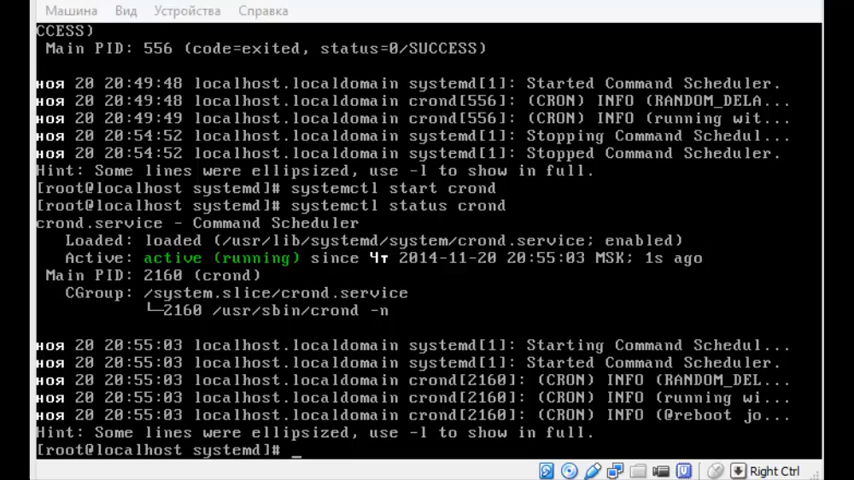 Машина Вид Устройства Справка
CCESS)
Main PID: 556 (code=exited, status=0/SUCCESS)
ноя 20 20:49:48 localhost.localdomain systemd[1]: Started Command Scheduler.
ноя 20 20:49:48 localhost.localdomain crond[556]: (CRON) INFO (RANDOM_DELA...
ноя 20 20:49:49 localhost.localdomain crond[556]: (CRON) INFO (running wit...
ноя 20 20:54:52 localhost.localdomain systemd[1]: Stopping Command Schedul...
ноя 20 20:54:52 localhost.localdomain systemd[1]: Stopped Command Scheduler.
Hint: Some lines were ellipsized, use -l to show in full.
[root@localhost systemd]# systemctl start crond
[root@localhost systemd]# systemctl status crond
crond.service - Command Scheduler
Loaded: loaded (/usr/lib/systemd/system/crond.service; enabled)
Active: active (running) since Чт 2014-11-20 20:55:03 MSK; 1s ago
Main PID: 2160 (crond)
CGroup: /system.slice/crond.service
└─2160 /usr/sbin/crond -n
ноя 20 20:55:03 localhost.localdomain systemd[1]: Starting Command Schedul...
ноя 20 20:55:03 localhost.localdomain systemd[1]: Started Command Scheduler.
ноя 20 20:55:03 localhost.localdomain crond[2160]: (CRON) INFO (RANDOM_DEL...
ноя 20 20:55:03 localhost.localdomain crond[2160]: (CRON) INFO (running wi...
ноя 20 20:55:03 localhost.localdomain crond[2160]: (CRON) INFO (@reboot jo...
Hint: Some lines were ellipsized, use -l to show in full.
[root@localhost systemd]# _
Right Ctrl